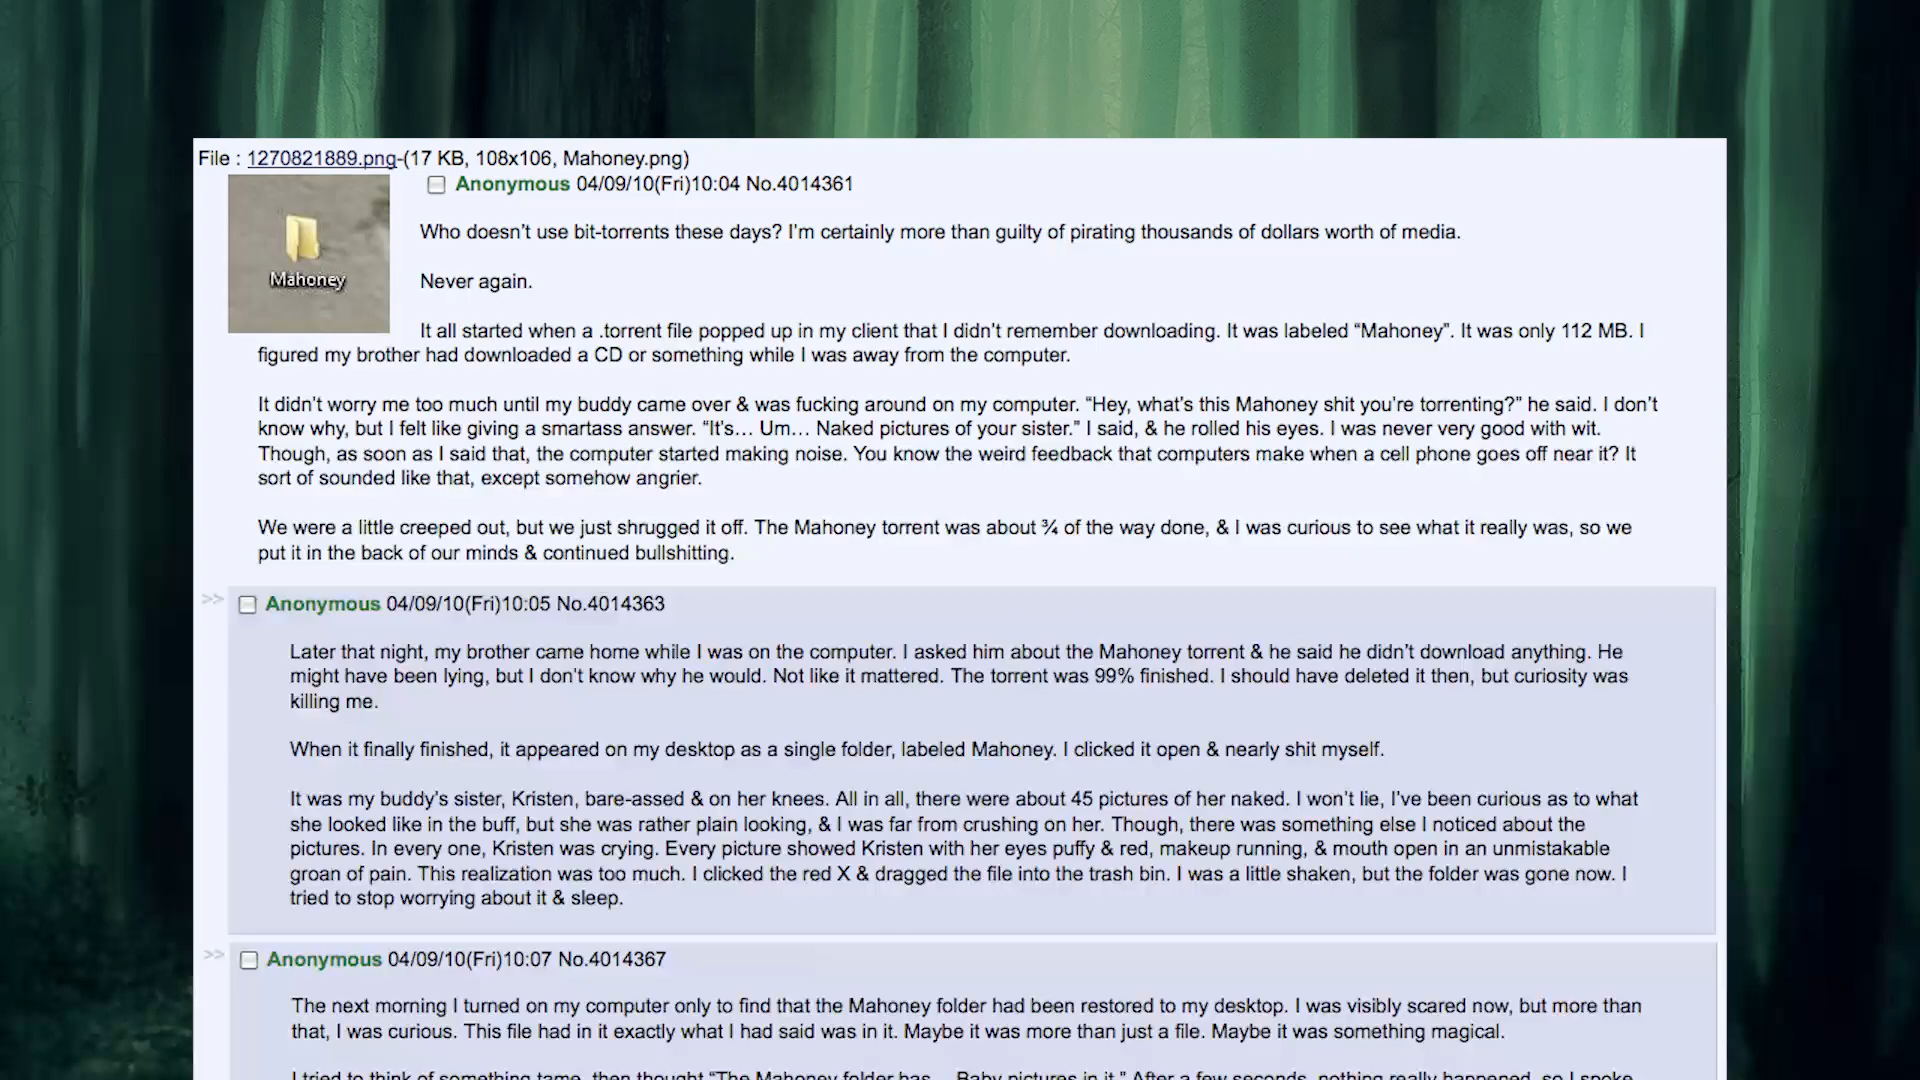 File : 1270821889.png-(17 KB, 108x106, Mahoney.png)
Mahoney
Anonymous 04/09/10(Fri)10:04 No.4014361
Who doesn't use bit-torrents these days? I'm certainly more than guilty of pirating thousands of dollars worth of media.
Never again.
It all started when a .torrent file popped up in my client that I didn't remember downloading. It was labeled “Mahoney”. It was only 112 MB. I
figured my brother had downloaded a CD or something while I was away from the computer.
It didn't worry me too much until my buddy came over & was fucking around on my computer. “Hey, what's this Mahoney shit you're torrenting?” he said. I don't
know why, but I felt like giving a smartass answer. “It's… Um… Naked pictures of your sister.” I said, & he rolled his eyes. I was never very good with wit.
Though, as soon as I said that, the computer started making noise. You know the weird feedback that computers make when a cell phone goes off near it? It
sort of sounded like that, except somehow angrier.
We were a little creeped out, but we just shrugged it off. The Mahoney torrent was about ¾ of the way done, & I was curious to see what it really was, so we
put it in the back of our minds & continued bullshitting.
>> Anonymous 04/09/10(Fri)10:05 No.4014363
Later that night, my brother came home while I was on the computer. I asked him about the Mahoney torrent & he said he didn't download anything. He
might have been lying, but I don't know why he would. Not like it mattered. The torrent was 99% finished. I should have deleted it then, but curiosity was
killing me.
When it finally finished, it appeared on my desktop as a single folder, labeled Mahoney. I clicked it open & nearly shit myself.
It was my buddy's sister, Kristen, bare-assed & on her knees. All in all, there were about 45 pictures of her naked. I won't lie, I've been curious as to what
she looked like in the buff, but she was rather plain looking, & I was far from crushing on her. Though, there was something else I noticed about the
pictures. In every one, Kristen was crying. Every picture showed Kristen with her eyes puffy & red, makeup running, & mouth open in an unmistakable
groan of pain. This realization was too much. I clicked the red X & dragged the file into the trash bin. I was a little shaken, but the folder was gone now. I
tried to stop worrying about it & sleep.
>> Anonymous 04/09/10(Fri)10:07 No.4014367
The next morning I turned on my computer only to find that the Mahoney folder had been restored to my desktop. I was visibly scared now, but more than
that, I was curious. This file had in it exactly what I had said was in it. Maybe it was more than just a file. Maybe it was something magical.
I tried to think of something tame, then thought “The Mahoney folder has… Baby pictures in it.” After a few seconds, nothing really happened, so I spoke